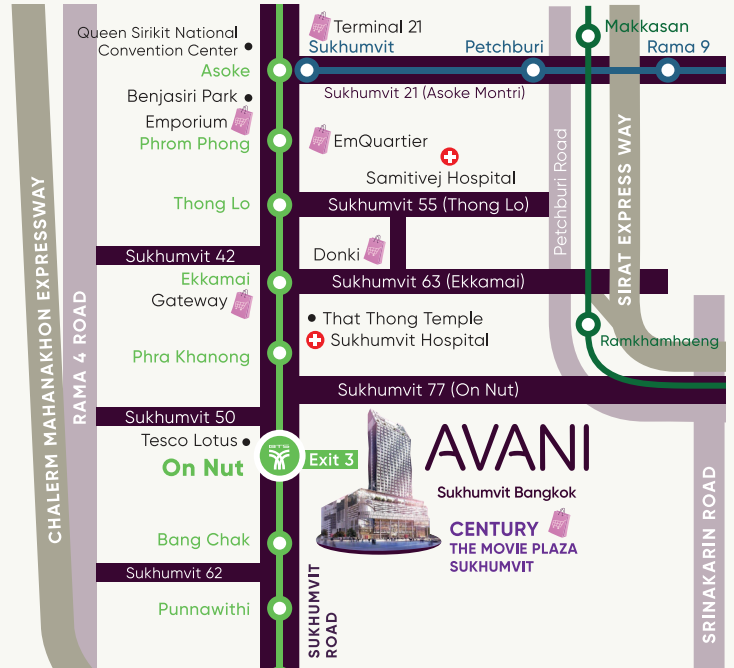 Terminal 21
Queen Sirikit National
Convention Center
Makkasan
Sukhumvit
Petchburi
Rama 9
Asoke
Sukhumvit 21 (Asoke Montri)
Benjasiri Park
Emporium
Phrom Phong
EmQuartier
Samitivej Hospital
Thong Lo
Sukhumvit 55 (Thong Lo)
Petchburi Road
SIRAT EXPRESS WAY
Sukhumvit 42
Donki
Ekkamai
Sukhumvit 63 (Ekkamai)
Gateway
That Thong Temple
Sukhumvit Hospital
Ramkhamhaeng
Phra Khanong
CHALERM MAHANAKHON EXPRESSWAY
RAMA 4 ROAD
Sukhumvit 77 (On Nut)
Sukhumvit 50
Tesco Lotus
On Nut
BTS
Exit 3
AVANI
Sukhumvit Bangkok
CENTURY
THE MOVIE PLAZA
SUKHUMVIT
Bang Chak
Sukhumvit 62
Punnawithi
SUKHUMVIT
ROAD
SRINAKARIN ROAD